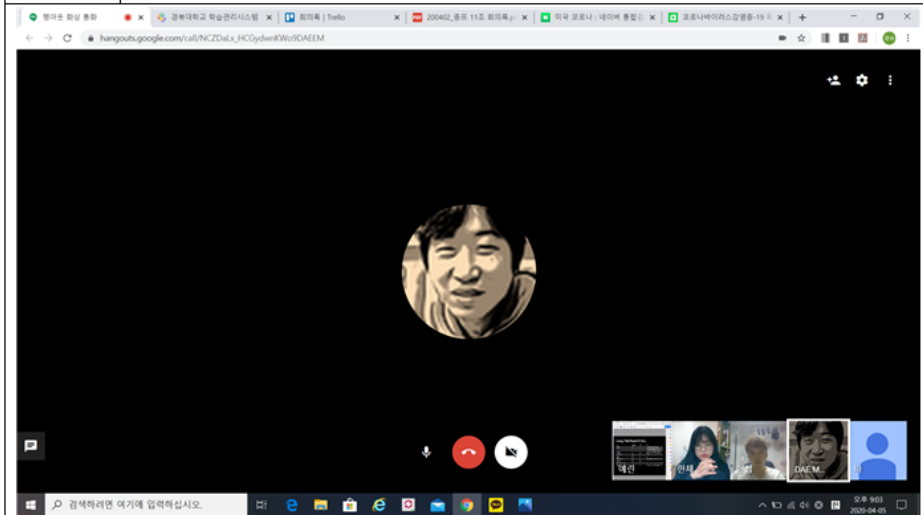 행아웃 화상 통화
경북대학교 학습관리시스템
회의록 | Trello
200402_종프 11조 회의록.p
미국 코로나 : 네이버 통합
코로나바이러스감염증-19
hangouts.google.com/call/NCZDaLx_HCGydwnKWo9DAEEM
예린
현재
DAE M...
나
검색하려면 여기에 입력하십시오.
오후 9:03
2020-04-05